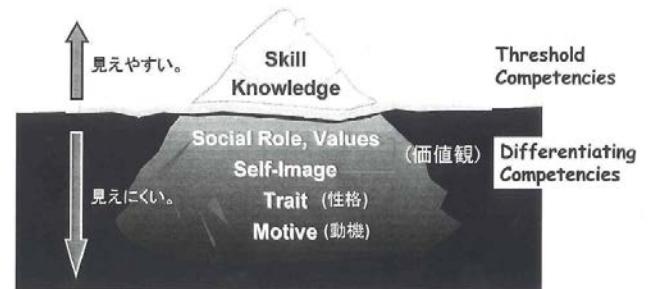 見えやすい。
Skill
Knowledge
Threshold
Competencies
Social Role, Values
(価値観)
Self-Image
Trait (性格)
Motive (動機)
見えにくい。
Differentiating
Competencies